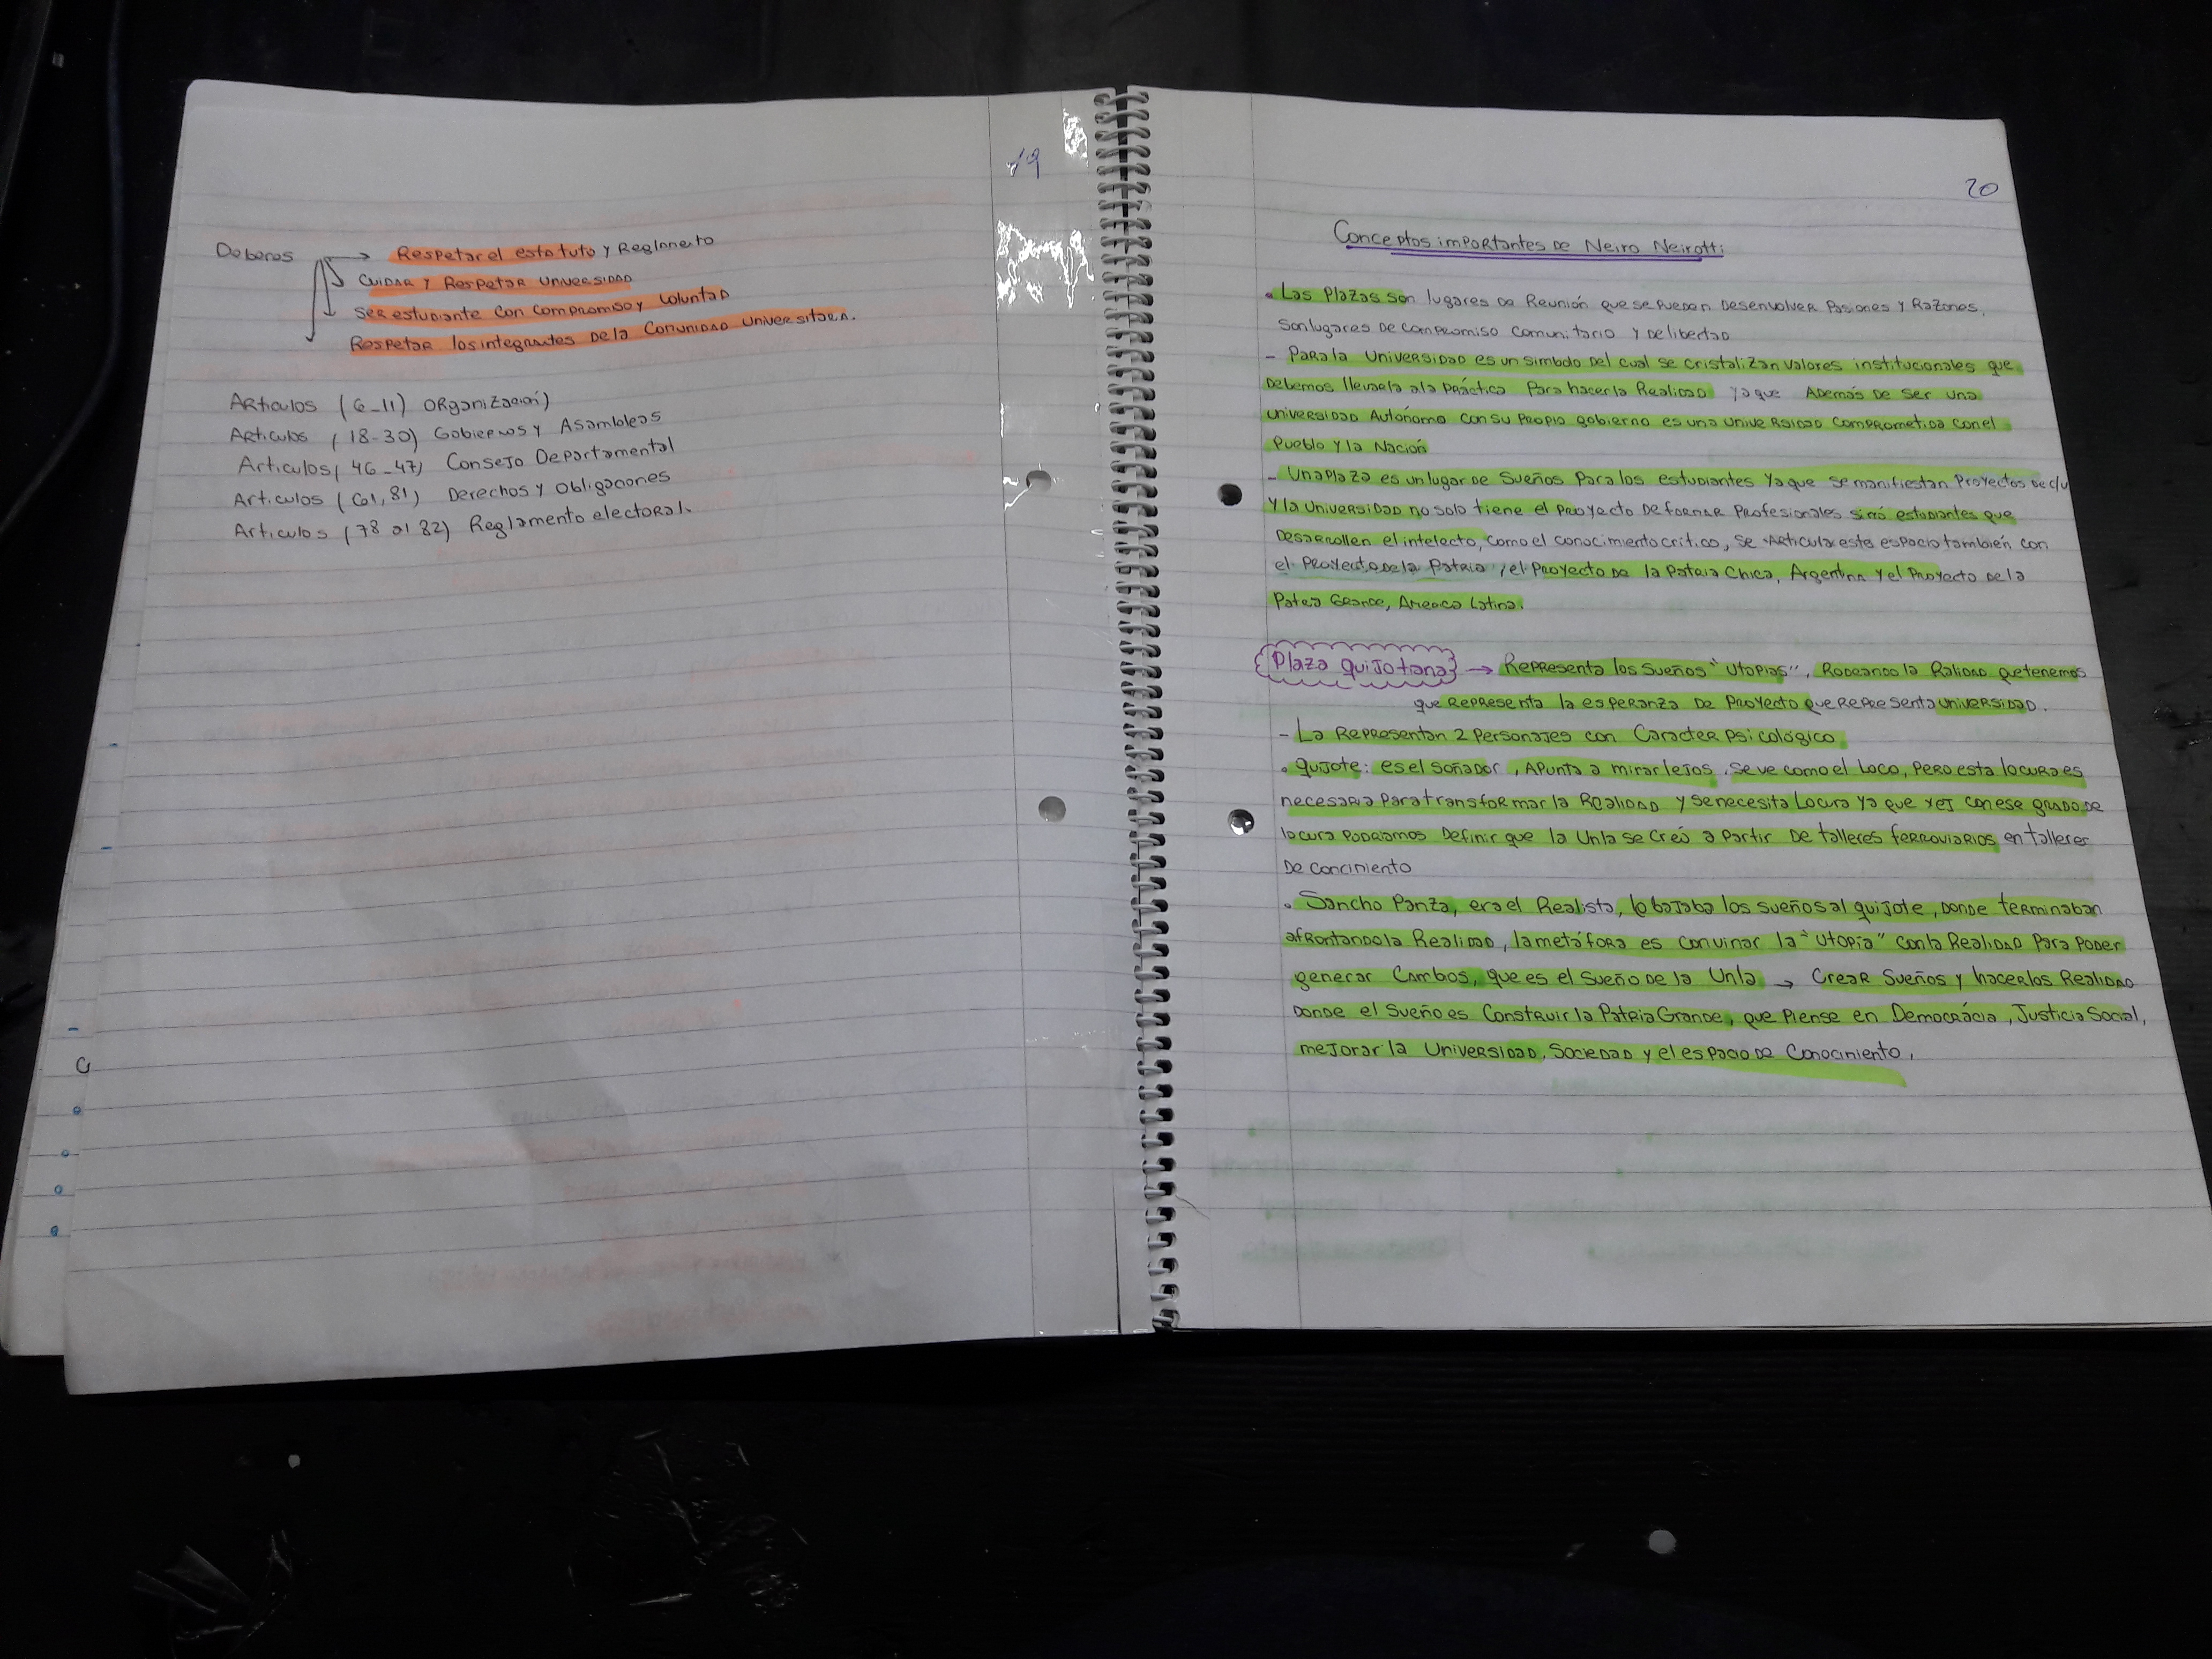 19
Deberes → Respetar el estatuto y Reglaneto
Cuidar y Respetar Universidad
Ser estudiante con compromiso y voluntad
Respetar los integrantes de la Comunidad Universitara.
Articulos (6-11) Organización)
Articulos (18-30) Gobiernos y Asambleas
Articulos (46-47) Consejo Departamental
Articulos (61,81) Derechos y Obligaciones
Articulos (78 al 82) Reglamento electoral.
20
Conceptos importantes de Neiro Neirotti
• Las Plazas son lugares de Reunión que se pueden Desenvolver Pasiones y Razones,
Son lugares de compromiso comunitario y de libertad
- Para la Universidad es un simbolo del cual se cristalizan valores institucionales que
Debemos llevarla a la Práctica Para hacerla Realidad ya que Además de ser una
Universidad Autónoma con su Propio gobierno es una Universidad comprometida con el
Pueblo y la Nación
- Una Plaza es un lugar de Sueños Para los estudiantes Ya que se manifiestan Proyectos de c/u
Y la Universidad no solo tiene el Proyecto De formar Profesionales sinó estudiantes que
Desarrollen el intelecto, como el conocimiento crítico, se Articula este espacio también con
el Proyecto de la Patria, el Proyecto de la Patria Chica, Argentina y el Proyecto de la
Patria Grande, America Latina.
Plaza Quijotana → Representa los Sueños "Utopias", Rodeando la Ralidad que tenemos
que Representa la esperanza de Proyecto que Representa Universidad.
- La Representan 2 Personajes con Caracter Psicológico.
• Quijote: es el soñador, Apunta a mirar lejos, se ve como el Loco, Pero esta locura es
necesaria Para transformar la Realidad y se necesita Locura ya que con ese grado de
locura Podriamos Definir que la Unla se Creó a Partir De talleres ferroviarios en talleres
De concimiento
• Sancho Panza, era el Realista, le bajaba los sueños al quijote, donde terminaban
afrontando la Realidad, la metáfora es convinar la "Utopía" con la Realidad Para Poder
generar Cambos, que es el Sueño de la Unla → Crear Sueños y hacerlos Realidad
Donde el Sueño es Construir la Patria Grande, que Piense en Democrácia, Justicia Social,
mejorar la Universidad, Sociedad y el espacio de Conocimiento.